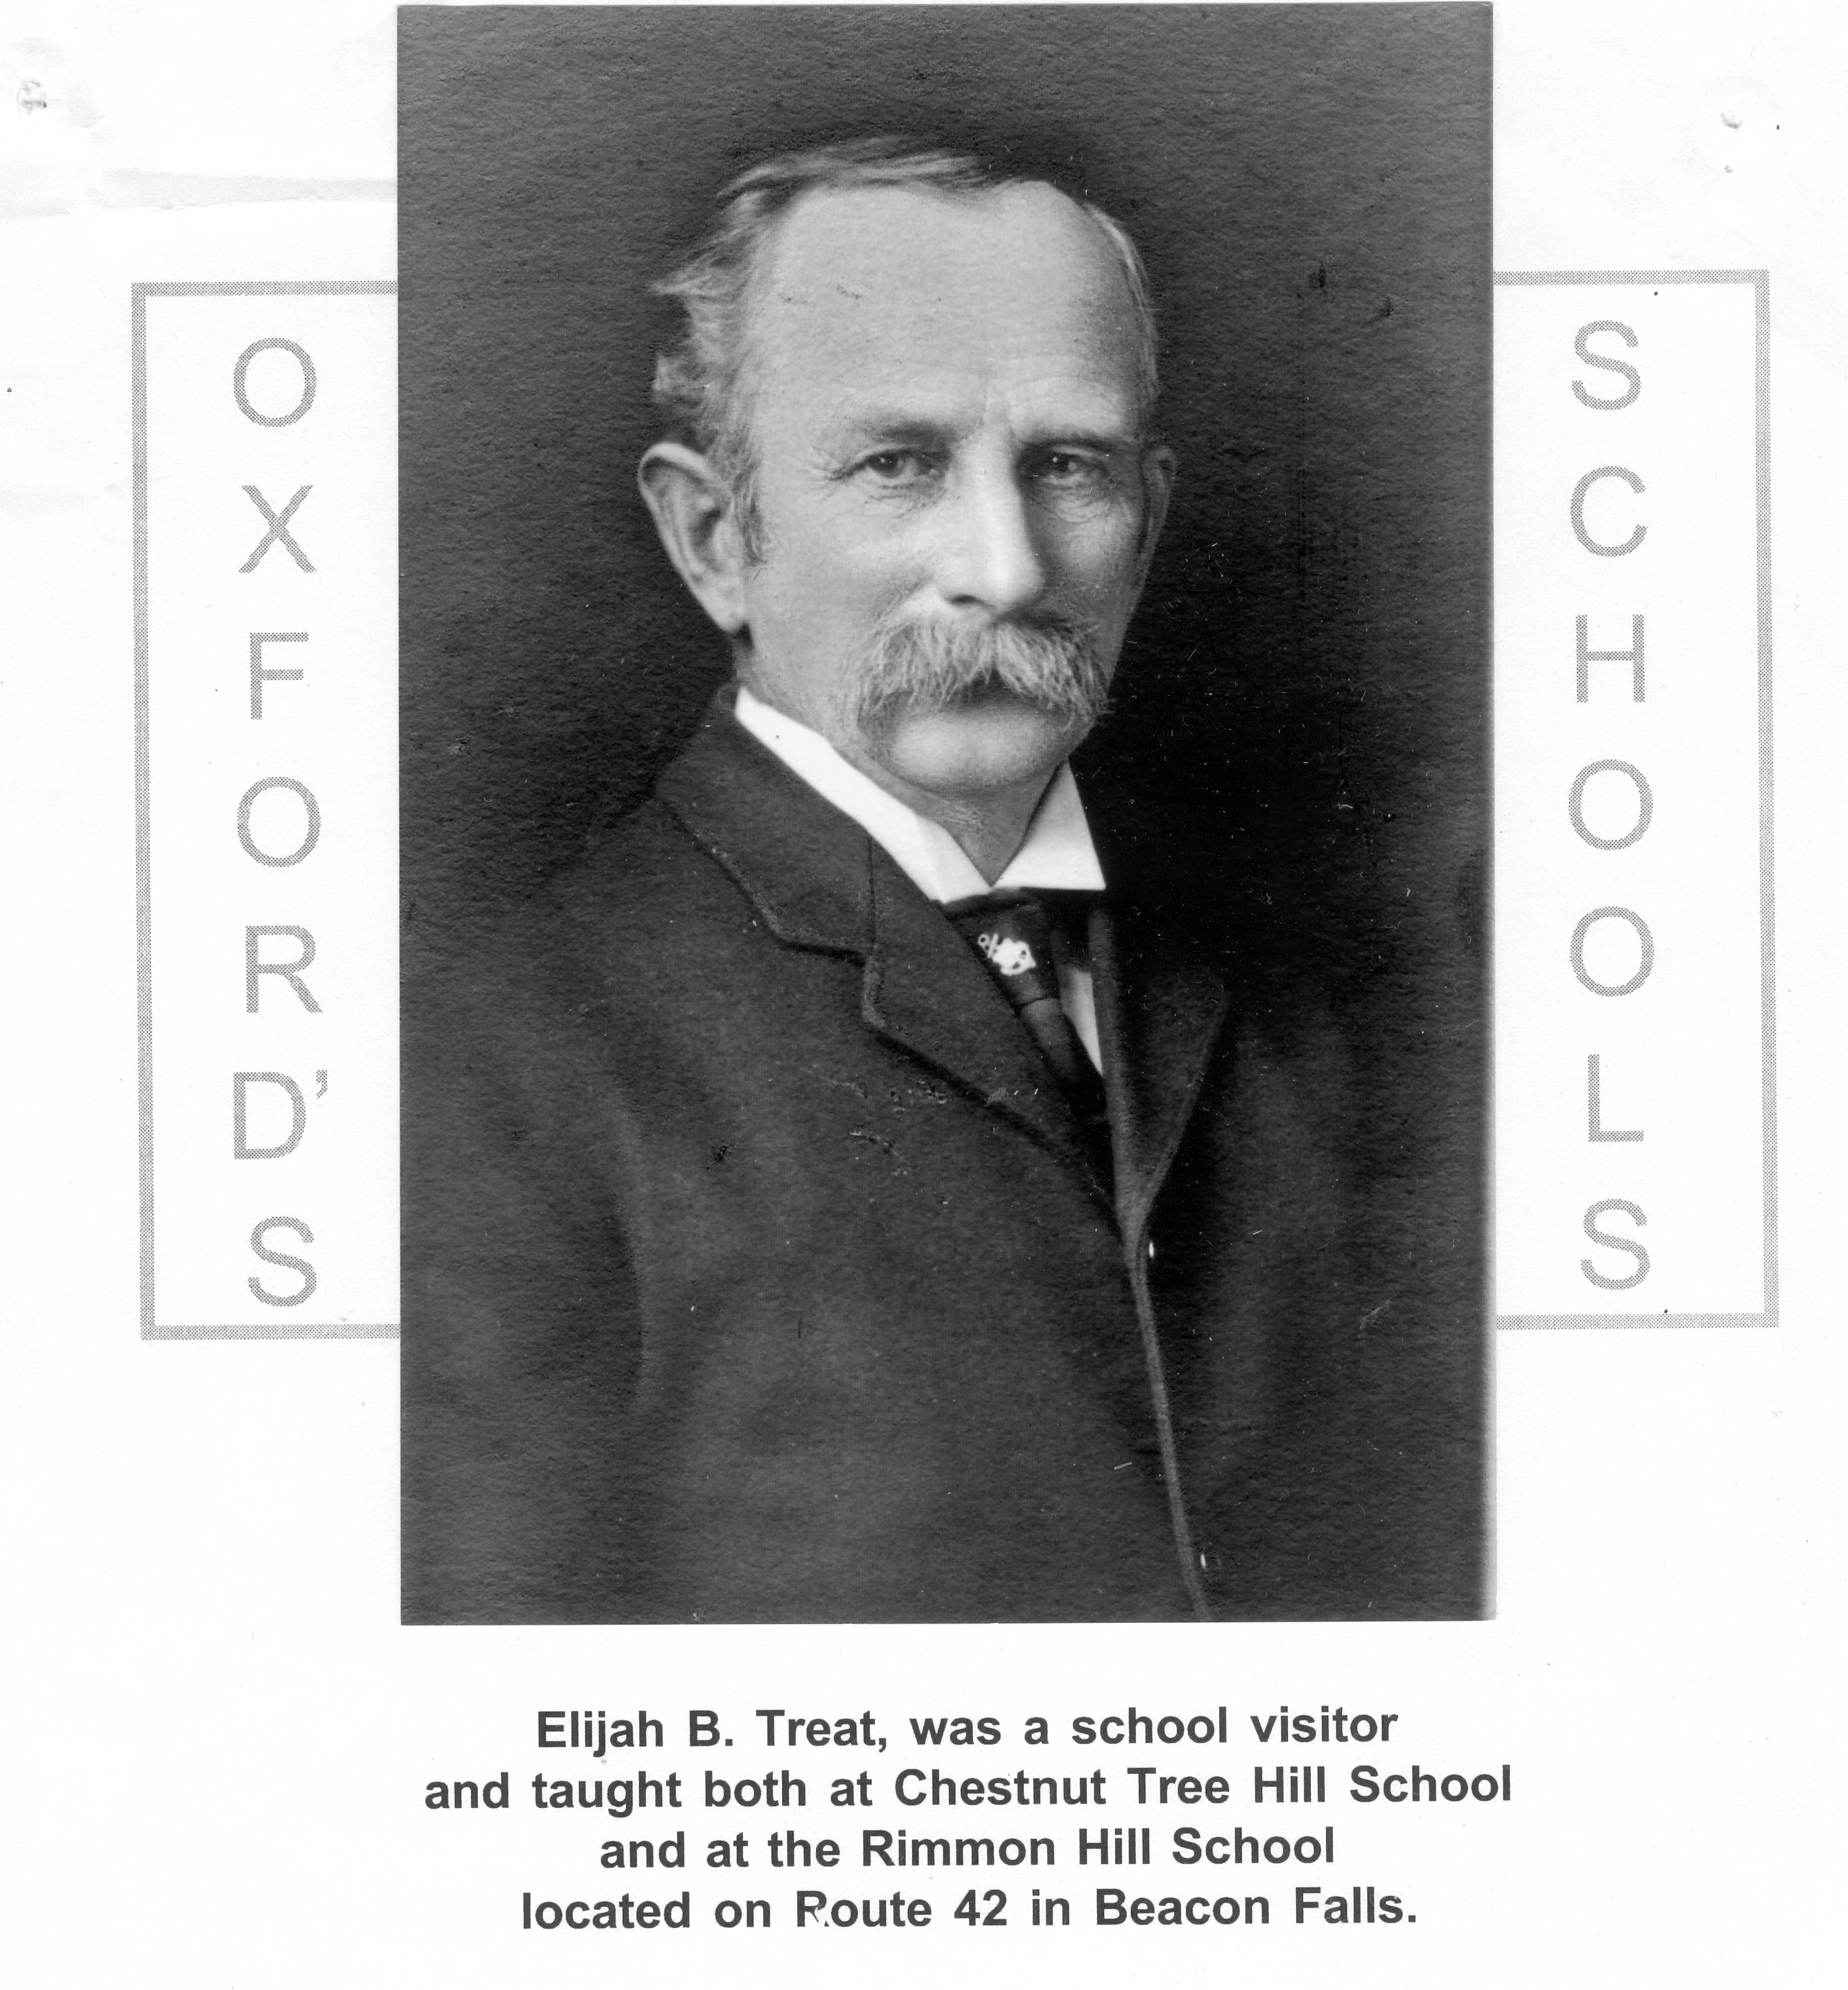 OXFORD'S
SCHOOLS
Elijah B. Treat, was a school visitor
and taught both at Chestnut Tree Hill School
and at the Rimmon Hill School
located on Route 42 in Beacon Falls.